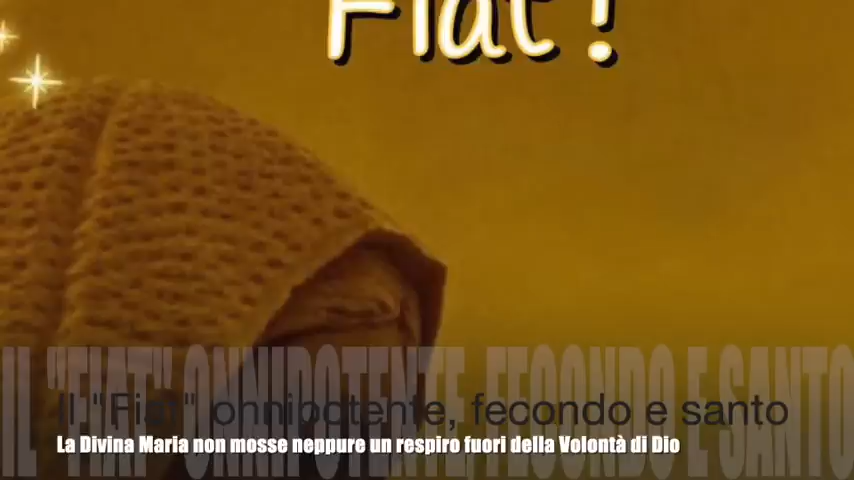 Fiat!
IL "FIAT" ONNIPOTENTE, FECONDO E SANTO
Il "Fiat" onnipotente, fecondo e santo
La Divina Maria non mosse neppure un respiro fuori della Volontà di Dio